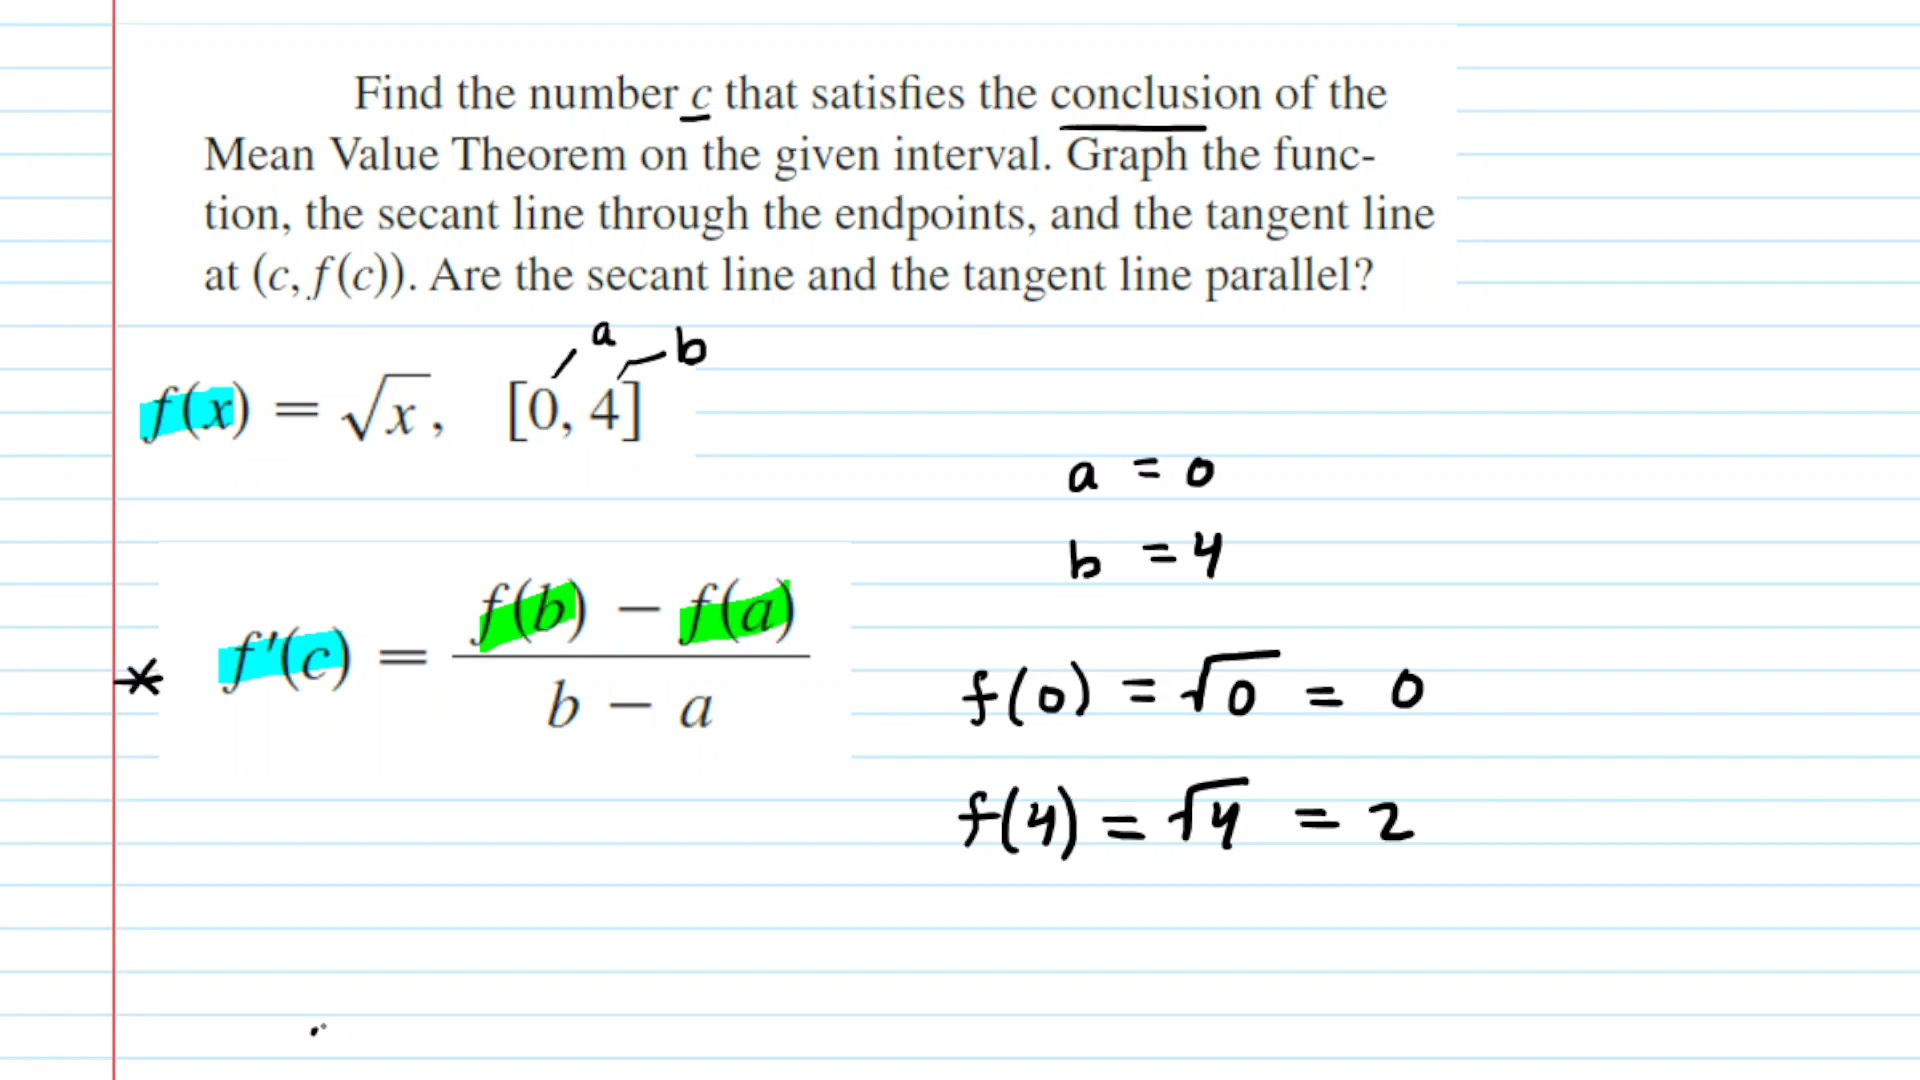 Find the number c that satisfies the conclusion of the
Mean Value Theorem on the given interval. Graph the func-
tion, the secant line through the endpoints, and the tangent line
at (c, f(c)). Are the secant line and the tangent line parallel?
a b
f(x) = √x, [0, 4]
a = 0
b = 4
* f'(c) = f(b) − f(a) / b − a
f(0) = √0 = 0
f(4) = √4 = 2